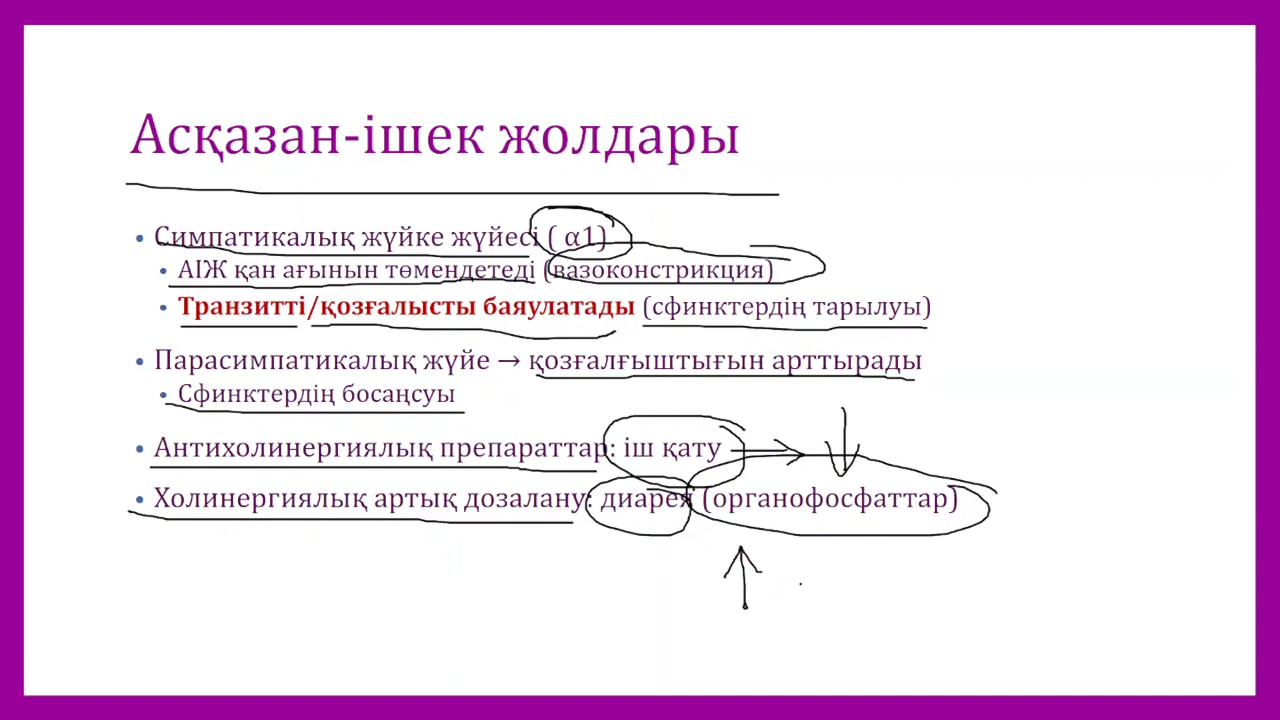 Асқазан-ішек жолдары
• Симпатикалық жүйке жүйесі ( α1)
• АІЖ қан ағынын төмендетеді (вазоконстрикция)
• Транзитті/қозғалысты баяулатады (сфинктердің тарылуы)
• Парасимпатикалық жүйе → қозғалғыштығын арттырады
• Сфинктердің босаңсуы
• Антихолинергиялық препараттар: іш қату
• Холинергиялық артық дозалану: диарея (органофосфаттар)